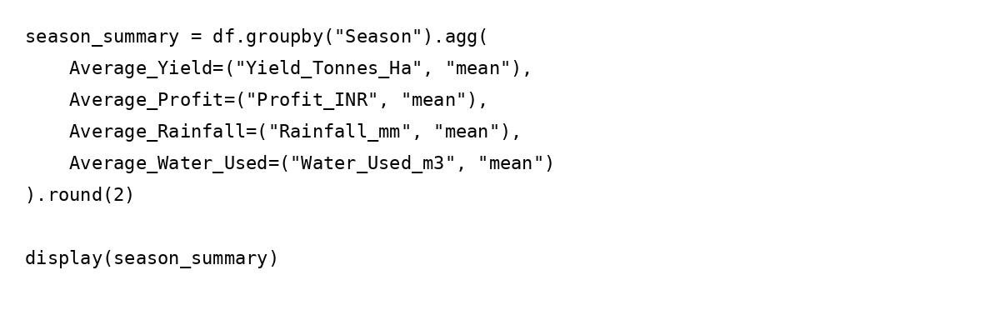 season_summary = df.groupby("Season").agg(
    Average_Yield=("Yield_Tonnes_Ha", "mean"),
    Average_Profit=("Profit_INR", "mean"),
    Average_Rainfall=("Rainfall_mm", "mean"),
    Average_Water_Used=("Water_Used_m3", "mean")
).round(2)

display(season_summary)